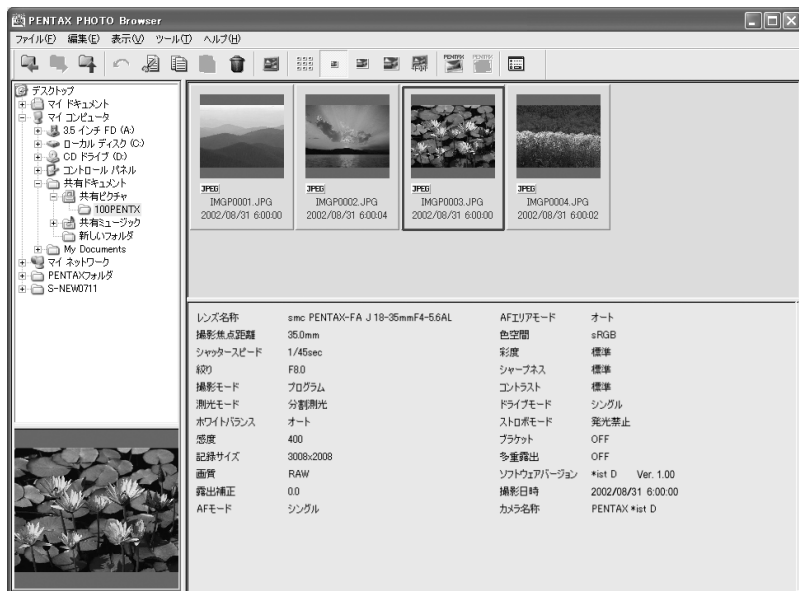 PENTAX PHOTO Browser
ファイル(F) 編集(E) 表示(V) ツール(T) ヘルプ(H)
デスクトップ
マイ ドキュメント
マイ コンピュータ
3.5 インチ FD (A:)
ローカル ディスク (C:)
CD ドライブ (D:)
コントロール パネル
共有ドキュメント
共有ピクチャ
100PENTX
共有ミュージック
新しいフォルダ
My Documents
マイ ネットワーク
PENTAXフォルダ
S-NEW0711
JPEG
IMGP0001.JPG
2002/08/31 6:00:00
JPEG
IMGP0002.JPG
2002/08/31 6:00:04
JPEG
IMGP0003.JPG
2002/08/31 6:00:00
JPEG
IMGP0004.JPG
2002/08/31 6:00:02
レンズ名称 smc PENTAX-FA J 18-35mmF4-5.6AL
撮影焦点距離 35.0mm
シャッタースピード 1/45sec
絞り F8.0
撮影モード プログラム
測光モード 分割測光
ホワイトバランス オート
感度 400
記録サイズ 3008x2008
画質 RAW
露出補正 0.0
AFモード シングル
AFエリアモード オート
色空間 sRGB
彩度 標準
シャープネス 標準
コントラスト 標準
ドライブモード シングル
ストロボモード 発光禁止
ブラケット OFF
多重露出 OFF
ソフトウェアバージョン *ist D Ver. 1.00
撮影日時 2002/08/31 6:00:00
カメラ名称 PENTAX *ist D